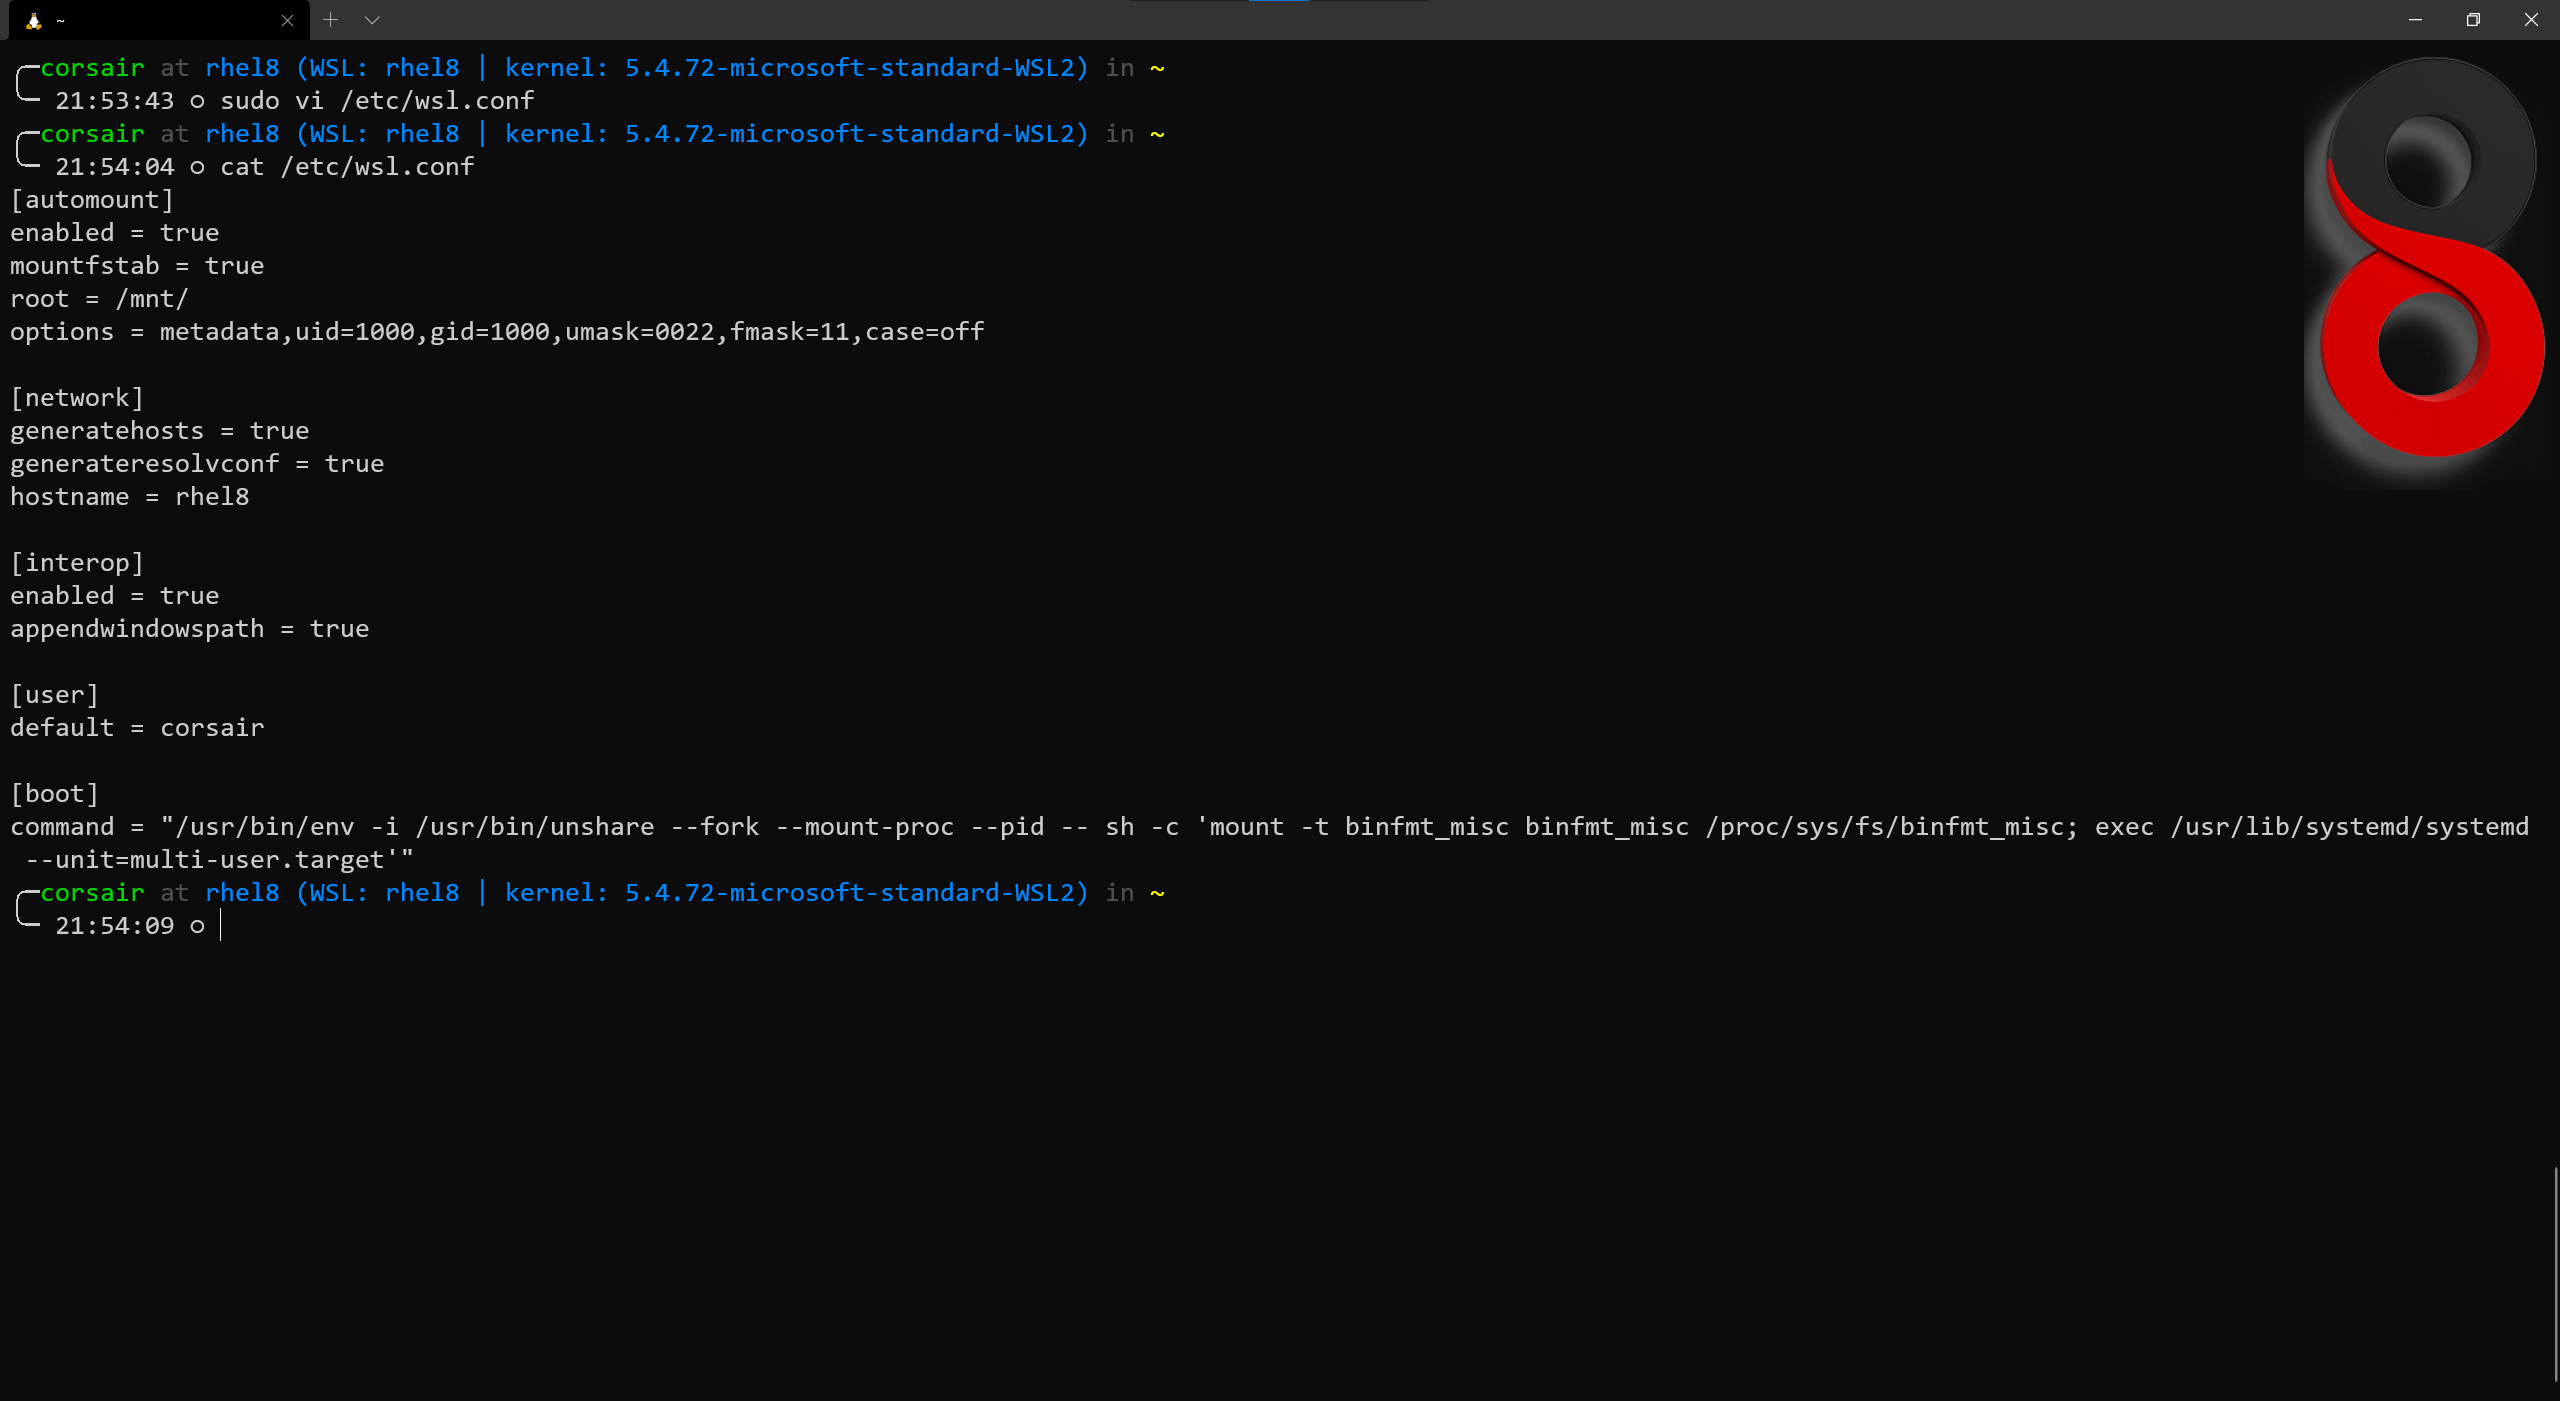 ~
corsair at rhel8 (WSL: rhel8 | kernel: 5.4.72-microsoft-standard-WSL2) in ~
21:53:43 ○ sudo vi /etc/wsl.conf
corsair at rhel8 (WSL: rhel8 | kernel: 5.4.72-microsoft-standard-WSL2) in ~
21:54:04 ○ cat /etc/wsl.conf
[automount]
enabled = true
mountfstab = true
root = /mnt/
options = metadata,uid=1000,gid=1000,umask=0022,fmask=11,case=off
[network]
generatehosts = true
generateresolvconf = true
hostname = rhel8
[interop]
enabled = true
appendwindowspath = true
[user]
default = corsair
[boot]
command = "/usr/bin/env -i /usr/bin/unshare --fork --mount-proc --pid -- sh -c 'mount -t binfmt_misc binfmt_misc /proc/sys/fs/binfmt_misc; exec /usr/lib/systemd/systemd
--unit=multi-user.target'"
corsair at rhel8 (WSL: rhel8 | kernel: 5.4.72-microsoft-standard-WSL2) in ~
21:54:09 ○
8